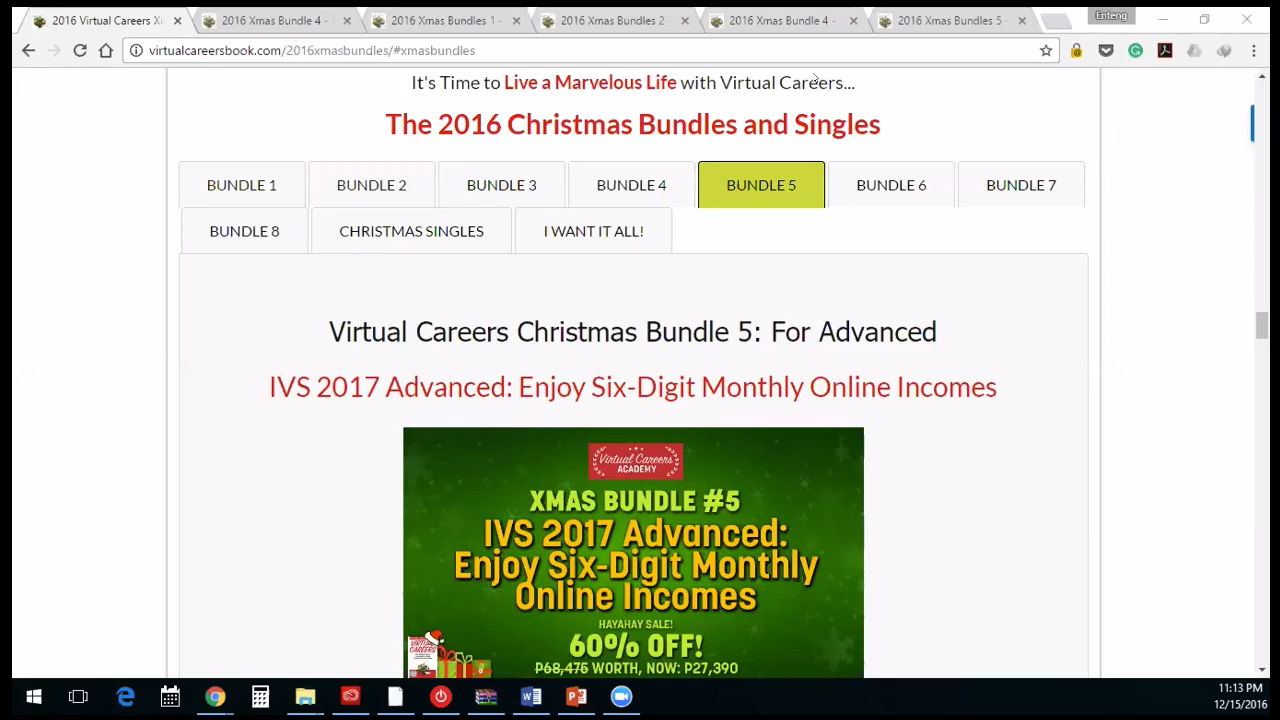 2016 Virtual Careers Xm
2016 Xmas Bundle 4 -
2016 Xmas Bundles 1 -
2016 Xmas Bundles 2 -
2016 Xmas Bundle 4 -
2016 Xmas Bundles 5 -
Enteng
virtualcareersbook.com/2016xmasbundles/#xmasbundles
It's Time to Live a Marvelous Life with Virtual Careers...
The 2016 Christmas Bundles and Singles
BUNDLE 1
BUNDLE 2
BUNDLE 3
BUNDLE 4
BUNDLE 5
BUNDLE 6
BUNDLE 7
BUNDLE 8
CHRISTMAS SINGLES
I WANT IT ALL!
Virtual Careers Christmas Bundle 5: For Advanced
IVS 2017 Advanced: Enjoy Six-Digit Monthly Online Incomes
Virtual Careers
ACADEMY
XMAS BUNDLE #5
IVS 2017 Advanced:
Enjoy Six-Digit Monthly
Online Incomes
HAYAHAY SALE!
60% OFF!
P68,475 WORTH, NOW: P27,390
VIRTUAL
CAREERS
11:13 PM
12/15/2016